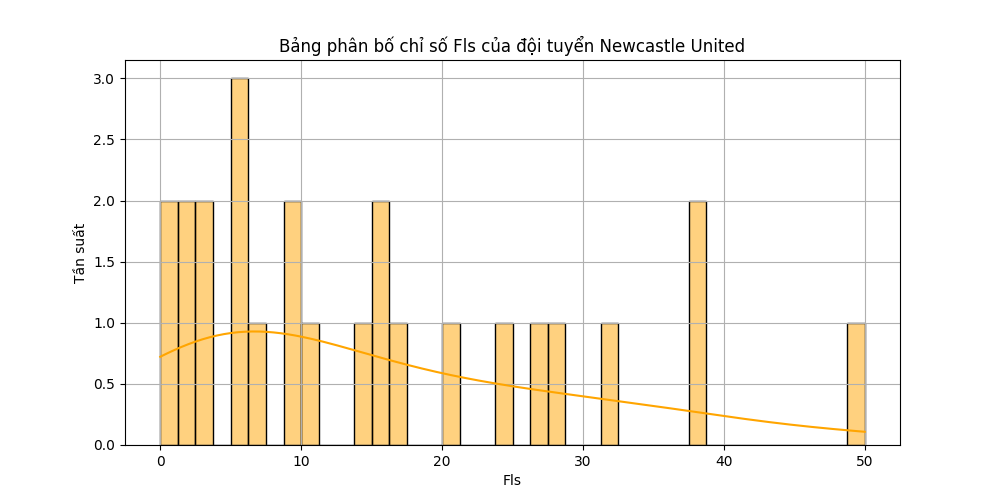 Bảng phân bố chỉ số Fls của đội tuyển Newcastle United
Tần suất
3.0
2.5
2.0
1.5
1.0
0.5
0.0
0 10 20 30 40 50
Fls